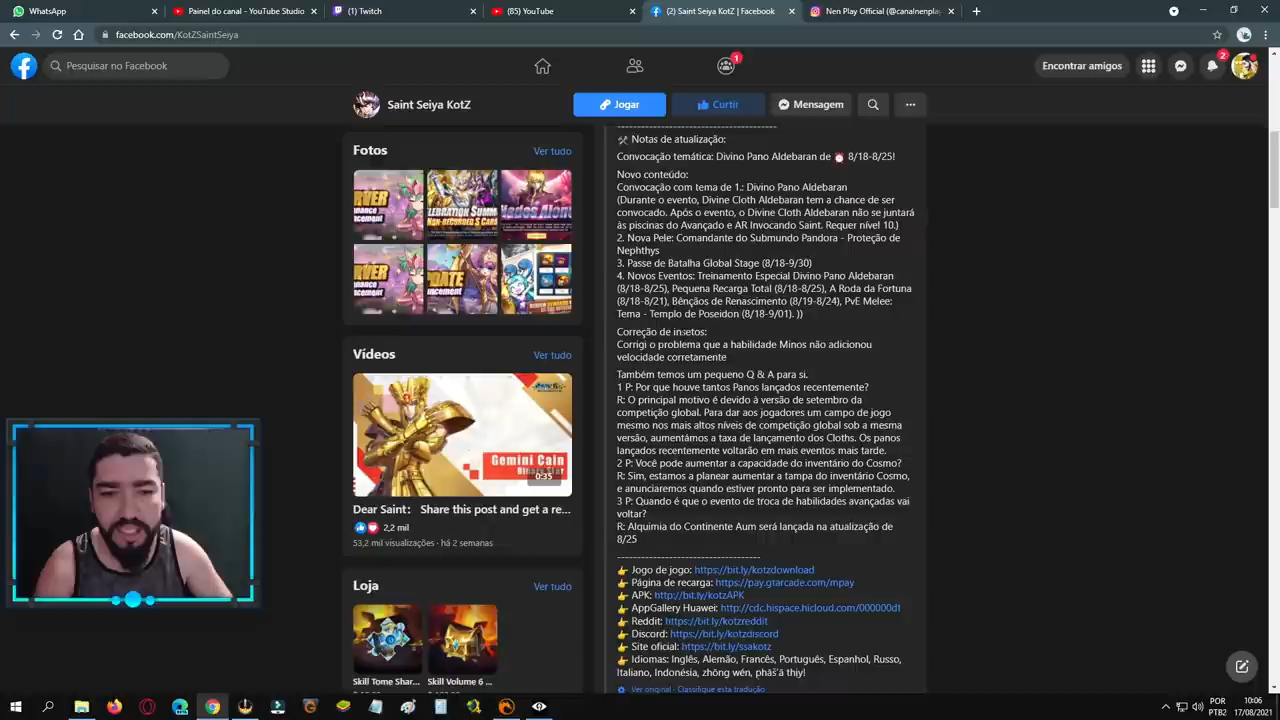 WhatsApp
Painel do canal - YouTube Studio
(1) Twitch
(85) YouTube
(2) Saint Seiya KotZ | Facebook
Nen Play Official (@canalnenplay
facebook.com/KotZSaintSeiya
Pesquisar no Facebook
1
Encontrar amigos
2
Saint Seiya KotZ
Jogar
Curtir
Mensagem
Fotos
Ver tudo
Vídeos
Ver tudo
Gemini Cain
0:35
Dear Saint： Share this post and get a re...
2,2 mil
53,2 mil visualizações · há 2 semanas
Loja
Ver tudo
Skill Tome Shar...
Skill Volume 6 ...
----------------------------------------
🛠 Notas de atualização:
Convocação temática: Divino Pano Aldebaran de ⏰ 8/18-8/25!
Novo conteúdo:
Convocação com tema de 1.: Divino Pano Aldebaran
(Durante o evento, Divine Cloth Aldebaran tem a chance de ser
convocado. Após o evento, o Divine Cloth Aldebaran não se juntará
às piscinas do Avançado e AR Invocando Saint. Requer nível 10.)
2. Nova Pele: Comandante do Submundo Pandora - Proteção de
Nephthys
3. Passe de Batalha Global Stage (8/18-9/30)
4. Novos Eventos: Treinamento Especial Divino Pano Aldebaran
(8/18-8/25), Pequena Recarga Total (8/18-8/25), A Roda da Fortuna
(8/18-8/21), Bênçãos de Renascimento (8/19-8/24), PvE Melee:
Tema - Templo de Poseidon (8/18-9/01). ))
Correção de insetos:
Corrigi o problema que a habilidade Minos não adicionou
velocidade corretamente
Também temos um pequeno Q & A para si.
1 P: Por que houve tantos Panos lançados recentemente?
R: O principal motivo é devido à versão de setembro da
competição global. Para dar aos jogadores um campo de jogo
mesmo nos mais altos níveis de competição global sob a mesma
versão, aumentámos a taxa de lançamento dos Cloths. Os panos
lançados recentemente voltarão em mais eventos mais tarde.
2 P: Você pode aumentar a capacidade do inventário do Cosmo?
R: Sim, estamos a planear aumentar a tampa do inventário Cosmo,
e anunciaremos quando estiver pronto para ser implementado.
3 P: Quando é que o evento de troca de habilidades avançadas vai
voltar?
R: Alquimia do Continente Aum será lançada na atualização de
8/25
------------------------------------
👉 Jogo de jogo: https://bit.ly/kotzdownload
👉 Página de recarga: https://pay.gtarcade.com/mpay
👉 APK: http://bit.ly/kotzAPK
👉 AppGallery Huawei: http://cdc.hispace.hicloud.com/000000df
👉 Reddit: https://bit.ly/kotzreddit
👉 Discord: https://bit.ly/kotzdiscord
👉 Site oficial: https://bit.ly/ssakotz
👉 Idiomas: Inglês, Alemão, Francês, Português, Espanhol, Russo,
Italiano, Indonésia, zhōng wén, p̣hās̄ʹā thịy!
Ver original · Classifique esta tradução
POR
PTB2
10:06
17/08/2021